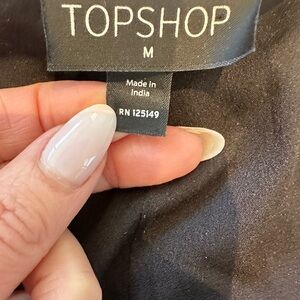 TOPSHOP
M
Made in
India
RN 125149